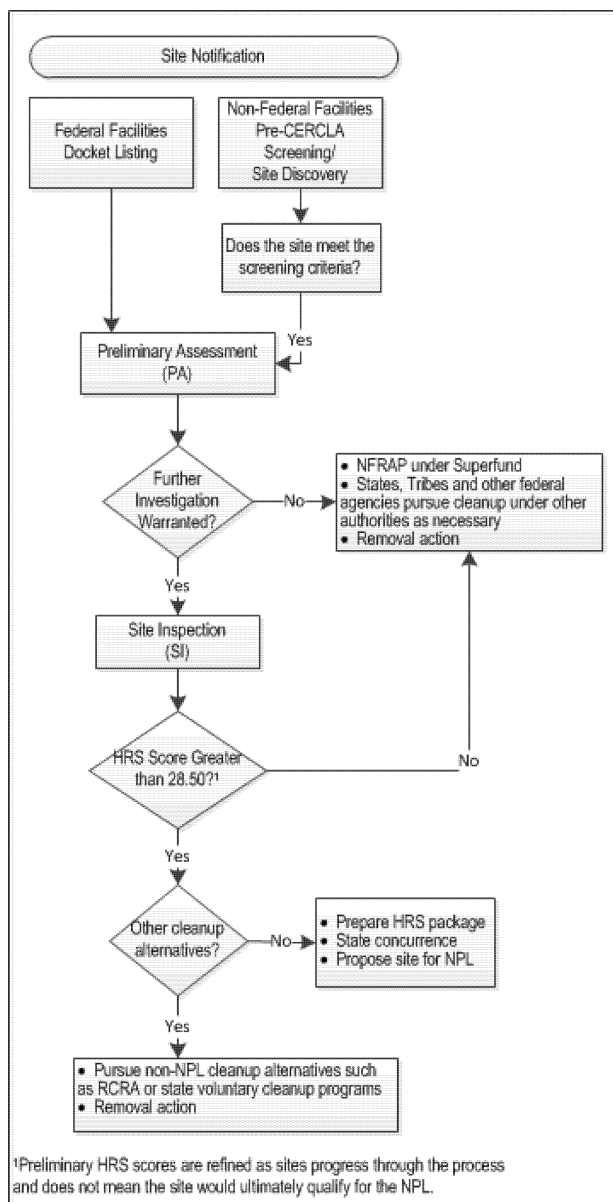 Site Notification
Federal Facilities
Docket Listing
Non-Federal Facilities
Pre-CERCLA
Screening/
Site Discovery
Does the site meet the
screening criteria?
Yes
Preliminary Assessment
(PA)
Further
Investigation
Warranted?
No
• NFRAP under Superfund
• States, Tribes and other federal
agencies pursue cleanup under other
authorities as necessary
• Removal action
Yes
Site Inspection
(SI)
HRS Score Greater
than 28.50?¹
No
Yes
Other cleanup
alternatives?
No
• Prepare HRS package
• State concurrence
• Propose site for NPL
Yes
• Pursue non-NPL cleanup alternatives such
as RCRA or state voluntary cleanup programs
• Removal action
¹Preliminary HRS scores are refined as sites progress through the process
and does not mean the site would ultimately qualify for the NPL.